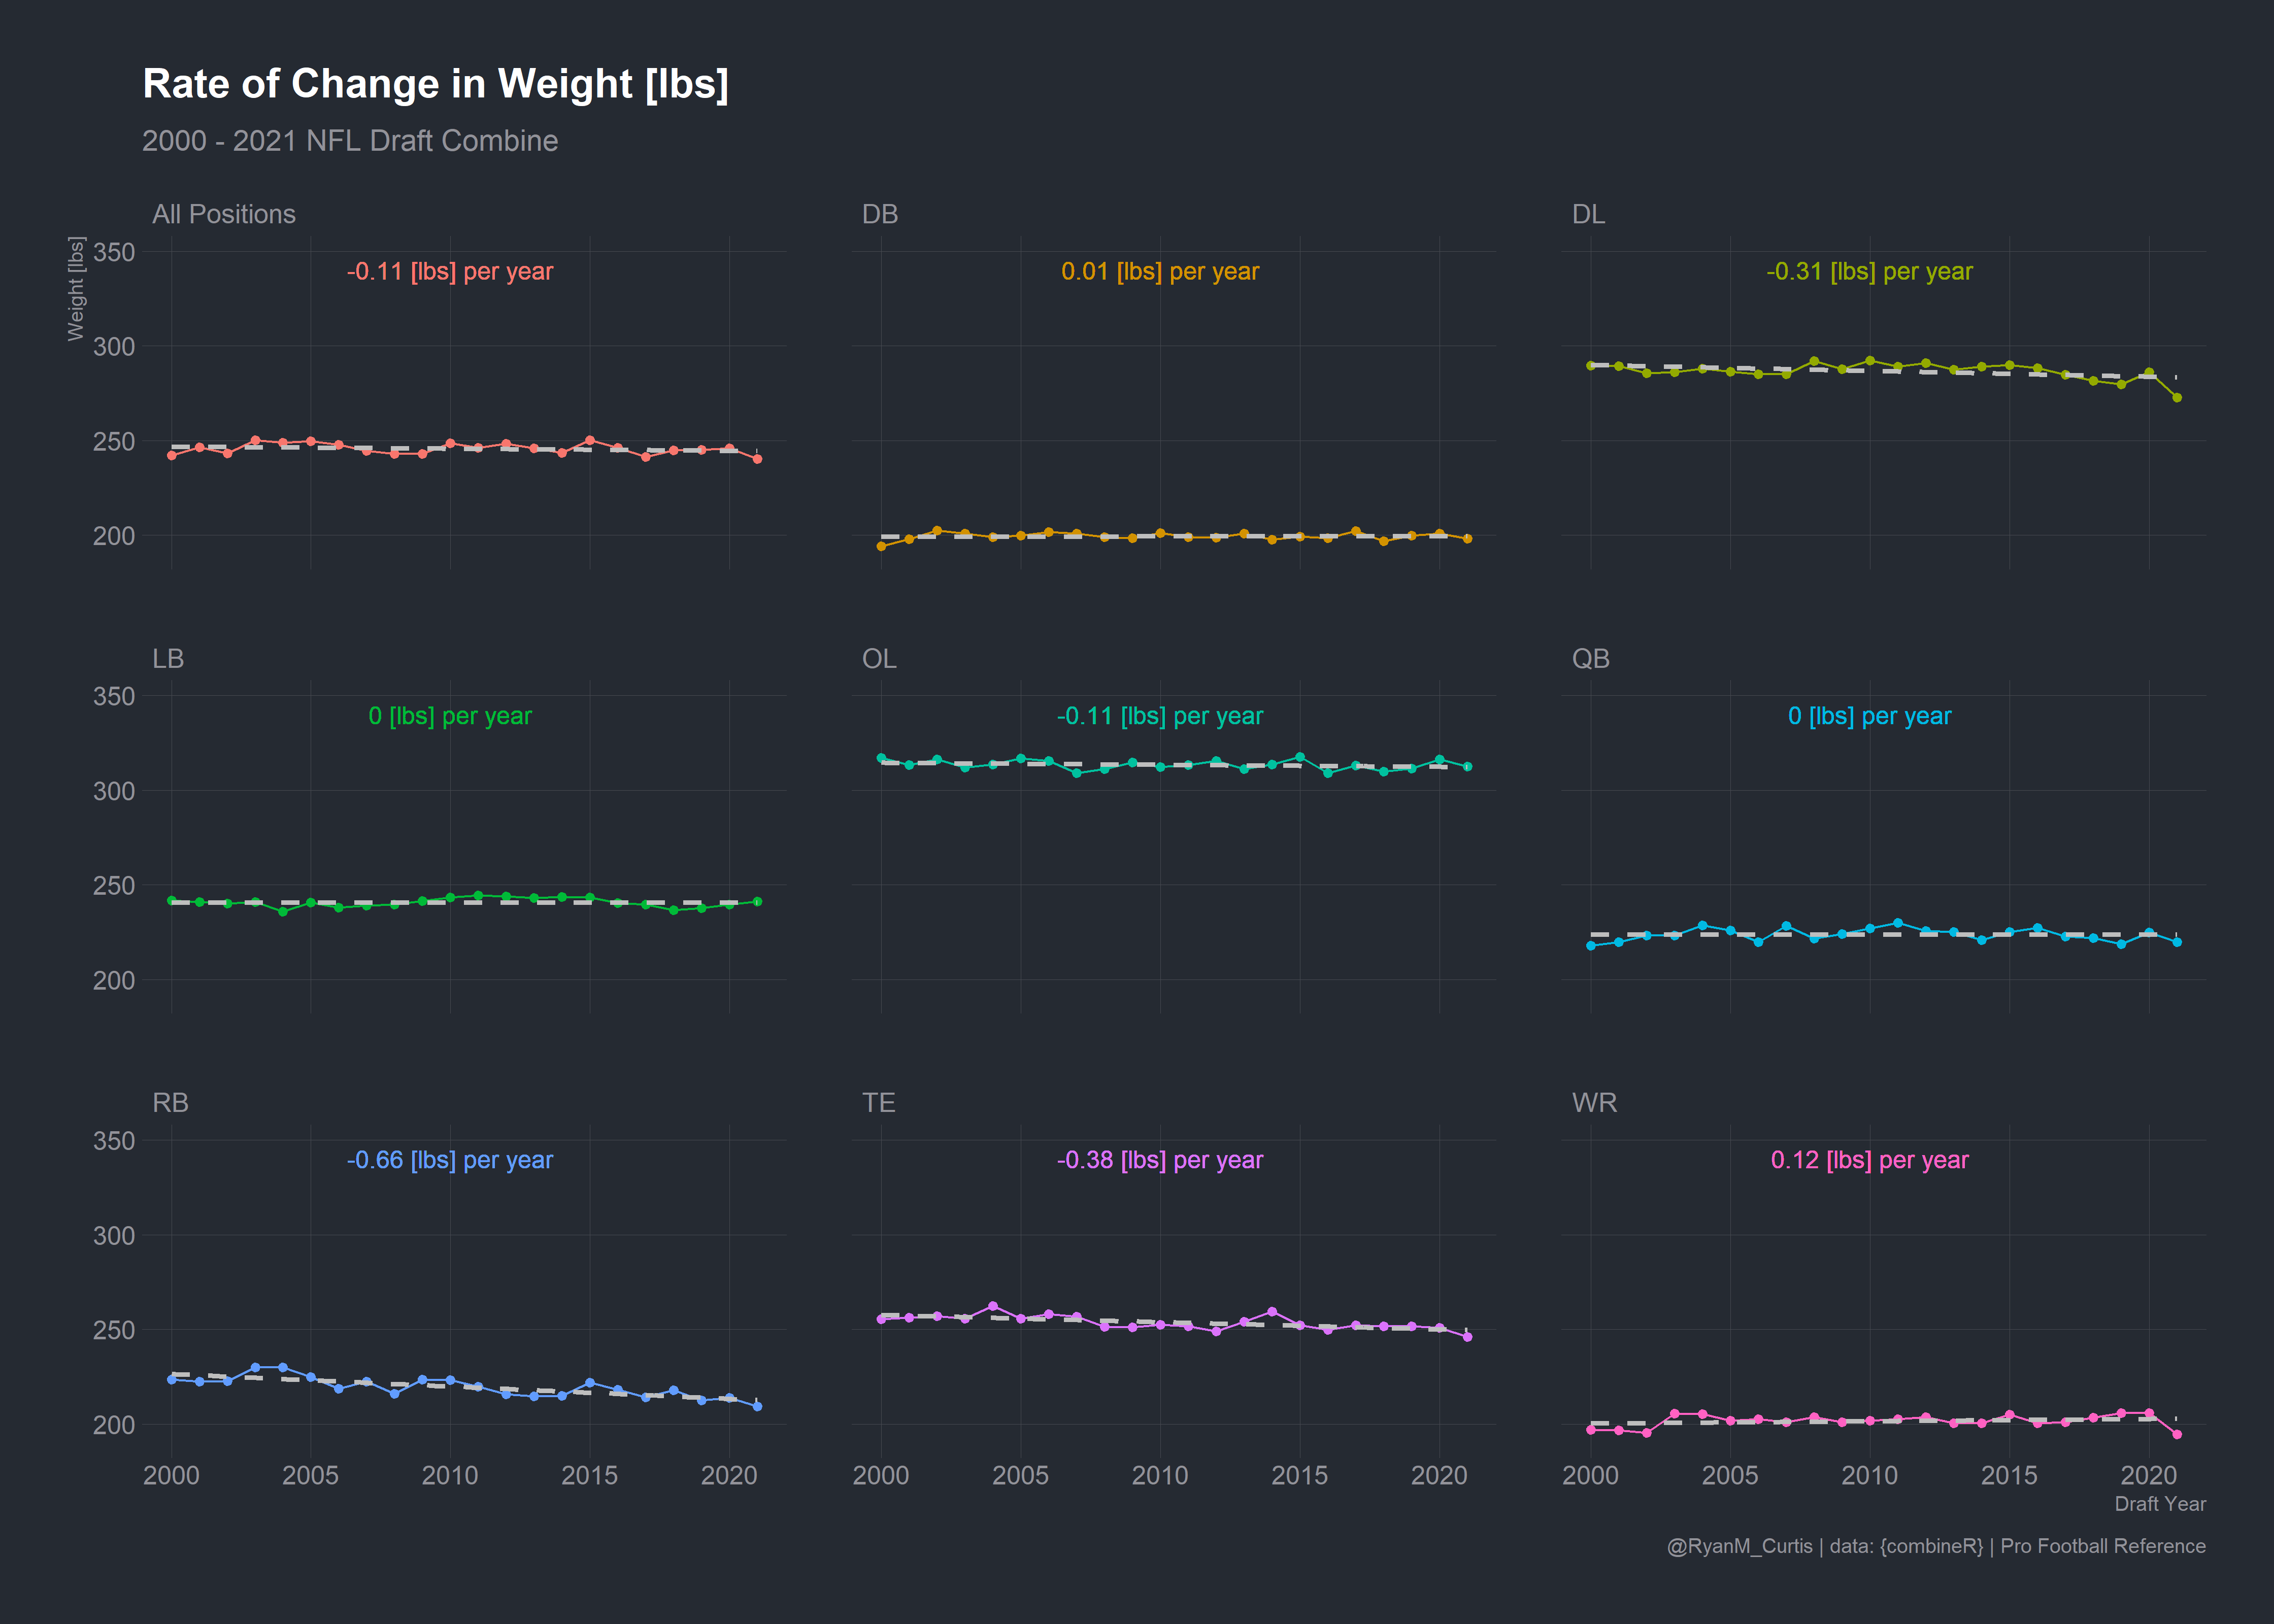 Rate of Change in Weight [lbs]
2000 - 2021 NFL Draft Combine
All Positions
DB
DL
Weight [lbs]
350
300
250
200
-0.11 [lbs] per year
0.01 [lbs] per year
-0.31 [lbs] per year
LB
OL
QB
350
300
250
200
0 [lbs] per year
-0.11 [lbs] per year
0 [lbs] per year
RB
TE
WR
350
300
250
200
-0.66 [lbs] per year
-0.38 [lbs] per year
0.12 [lbs] per year
2000 2005 2010 2015 2020
2000 2005 2010 2015 2020
2000 2005 2010 2015 2020
Draft Year
@RyanM_Curtis | data: {combineR} | Pro Football Reference